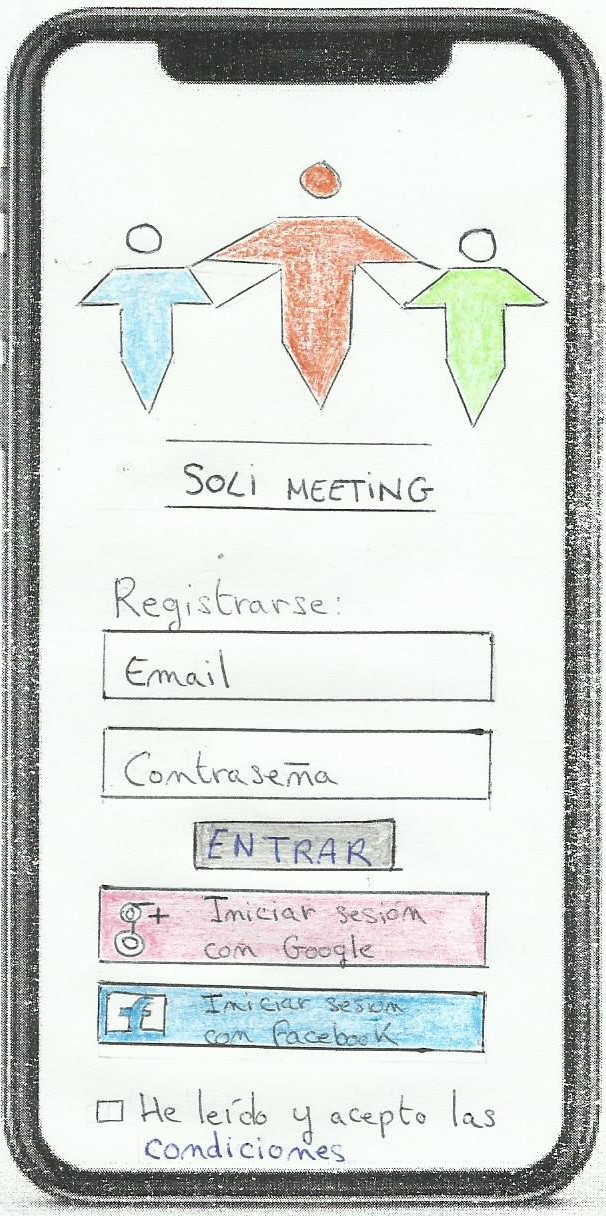 SOLI MEETING
Registrarse:
Email
Contraseña
ENTRAR
g+ Iniciar sesión
con Google
f Iniciar sesión
con facebook
He leído y acepto las
condiciones